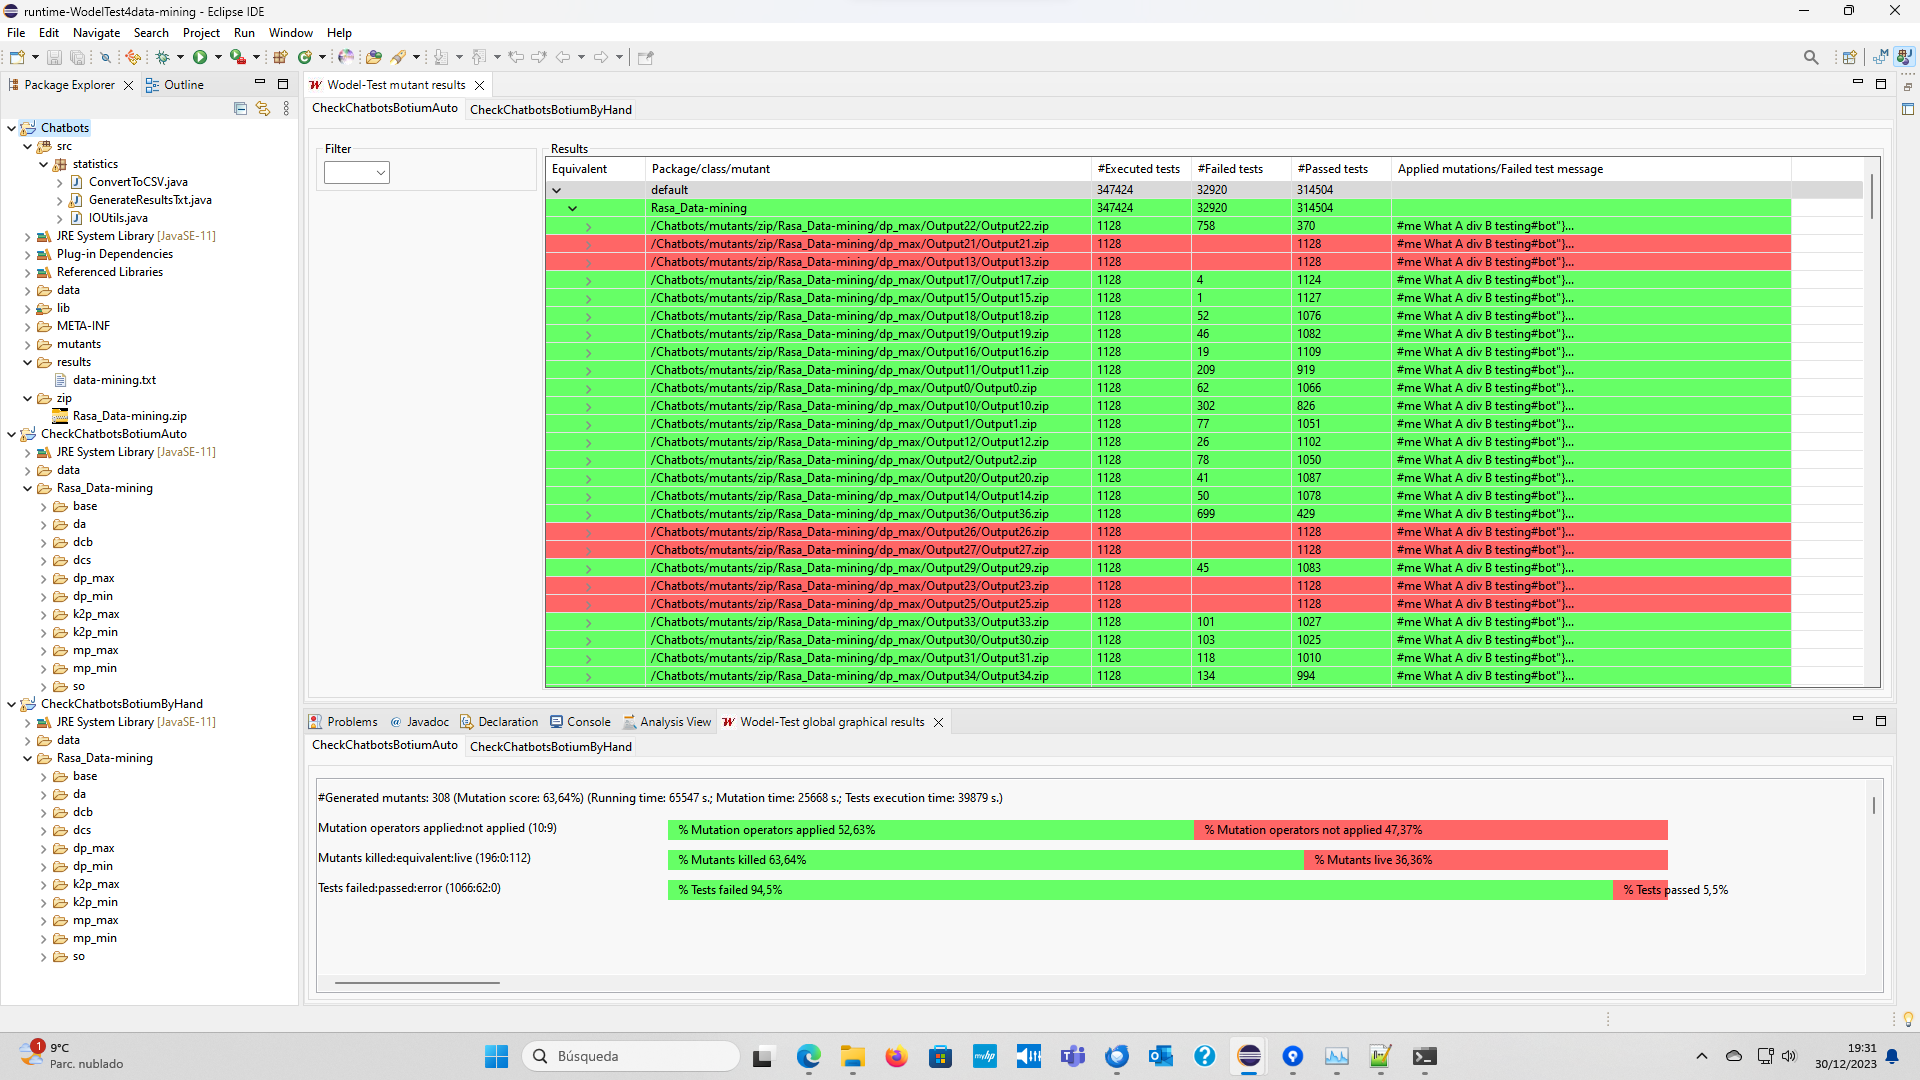 runtime-WodelTest4data-mining - Eclipse IDE
File Edit Navigate Search Project Run Window Help
Package Explorer Outline
Chatbots
src
statistics
ConvertToCSV.java
GenerateResultsTxt.java
IOUtils.java
JRE System Library [JavaSE-11]
Plug-in Dependencies
Referenced Libraries
data
lib
META-INF
mutants
results
data-mining.txt
zip
Rasa_Data-mining.zip
CheckChatbotsBotiumAuto
JRE System Library [JavaSE-11]
data
Rasa_Data-mining
base
da
dcb
dcs
dp_max
dp_min
k2p_max
k2p_min
mp_max
mp_min
so
CheckChatbotsBotiumByHand
JRE System Library [JavaSE-11]
data
Rasa_Data-mining
base
da
dcb
dcs
dp_max
dp_min
k2p_max
k2p_min
mp_max
mp_min
so
Wodel-Test mutant results
CheckChatbotsBotiumAuto CheckChatbotsBotiumByHand
Filter
Results
Equivalent Package/class/mutant #Executed tests #Failed tests #Passed tests Applied mutations/Failed test message
default 347424 32920 314504
Rasa_Data-mining 347424 32920 314504
/Chatbots/mutants/zip/Rasa_Data-mining/dp_max/Output22/Output22.zip 1128 758 370 #me What A div B testing#bot"}...
/Chatbots/mutants/zip/Rasa_Data-mining/dp_max/Output21/Output21.zip 1128 1128 #me What A div B testing#bot"}...
/Chatbots/mutants/zip/Rasa_Data-mining/dp_max/Output13/Output13.zip 1128 1128 #me What A div B testing#bot"}...
/Chatbots/mutants/zip/Rasa_Data-mining/dp_max/Output17/Output17.zip 1128 4 1124 #me What A div B testing#bot"}...
/Chatbots/mutants/zip/Rasa_Data-mining/dp_max/Output15/Output15.zip 1128 1 1127 #me What A div B testing#bot"}...
/Chatbots/mutants/zip/Rasa_Data-mining/dp_max/Output18/Output18.zip 1128 52 1076 #me What A div B testing#bot"}...
/Chatbots/mutants/zip/Rasa_Data-mining/dp_max/Output19/Output19.zip 1128 46 1082 #me What A div B testing#bot"}...
/Chatbots/mutants/zip/Rasa_Data-mining/dp_max/Output16/Output16.zip 1128 19 1109 #me What A div B testing#bot"}...
/Chatbots/mutants/zip/Rasa_Data-mining/dp_max/Output11/Output11.zip 1128 209 919 #me What A div B testing#bot"}...
/Chatbots/mutants/zip/Rasa_Data-mining/dp_max/Output0/Output0.zip 1128 62 1066 #me What A div B testing#bot"}...
/Chatbots/mutants/zip/Rasa_Data-mining/dp_max/Output10/Output10.zip 1128 302 826 #me What A div B testing#bot"}...
/Chatbots/mutants/zip/Rasa_Data-mining/dp_max/Output1/Output1.zip 1128 77 1051 #me What A div B testing#bot"}...
/Chatbots/mutants/zip/Rasa_Data-mining/dp_max/Output12/Output12.zip 1128 26 1102 #me What A div B testing#bot"}...
/Chatbots/mutants/zip/Rasa_Data-mining/dp_max/Output2/Output2.zip 1128 78 1050 #me What A div B testing#bot"}...
/Chatbots/mutants/zip/Rasa_Data-mining/dp_max/Output20/Output20.zip 1128 41 1087 #me What A div B testing#bot"}...
/Chatbots/mutants/zip/Rasa_Data-mining/dp_max/Output14/Output14.zip 1128 50 1078 #me What A div B testing#bot"}...
/Chatbots/mutants/zip/Rasa_Data-mining/dp_max/Output36/Output36.zip 1128 699 429 #me What A div B testing#bot"}...
/Chatbots/mutants/zip/Rasa_Data-mining/dp_max/Output26/Output26.zip 1128 1128 #me What A div B testing#bot"}...
/Chatbots/mutants/zip/Rasa_Data-mining/dp_max/Output27/Output27.zip 1128 1128 #me What A div B testing#bot"}...
/Chatbots/mutants/zip/Rasa_Data-mining/dp_max/Output29/Output29.zip 1128 45 1083 #me What A div B testing#bot"}...
/Chatbots/mutants/zip/Rasa_Data-mining/dp_max/Output23/Output23.zip 1128 1128 #me What A div B testing#bot"}...
/Chatbots/mutants/zip/Rasa_Data-mining/dp_max/Output25/Output25.zip 1128 1128 #me What A div B testing#bot"}...
/Chatbots/mutants/zip/Rasa_Data-mining/dp_max/Output33/Output33.zip 1128 101 1027 #me What A div B testing#bot"}...
/Chatbots/mutants/zip/Rasa_Data-mining/dp_max/Output30/Output30.zip 1128 103 1025 #me What A div B testing#bot"}...
/Chatbots/mutants/zip/Rasa_Data-mining/dp_max/Output31/Output31.zip 1128 118 1010 #me What A div B testing#bot"}...
/Chatbots/mutants/zip/Rasa_Data-mining/dp_max/Output34/Output34.zip 1128 134 994 #me What A div B testing#bot"}...
Problems Javadoc Declaration Console Analysis View Wodel-Test global graphical results
CheckChatbotsBotiumAuto CheckChatbotsBotiumByHand
#Generated mutants: 308 (Mutation score: 63,64%) (Running time: 65547 s.; Mutation time: 25668 s.; Tests execution time: 39879 s.)
Mutation operators applied:not applied (10:9) % Mutation operators applied 52,63% % Mutation operators not applied 47,37%
Mutants killed:equivalent:live (196:0:112) % Mutants killed 63,64% % Mutants live 36,36%
Tests failed:passed:error (1066:62:0) % Tests failed 94,5% % Tests passed 5,5%
1
9°C
Parc. nublado
Búsqueda
myhp
19:31
30/12/2023